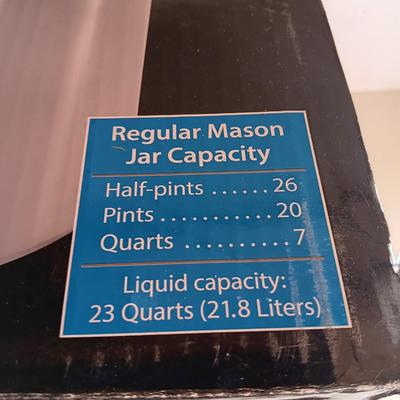 Regular Mason
Jar Capacity
Half-pints ...... 26
Pints ........... 20
Quarts .......... 7
Liquid capacity:
23 Quarts (21.8 Liters)